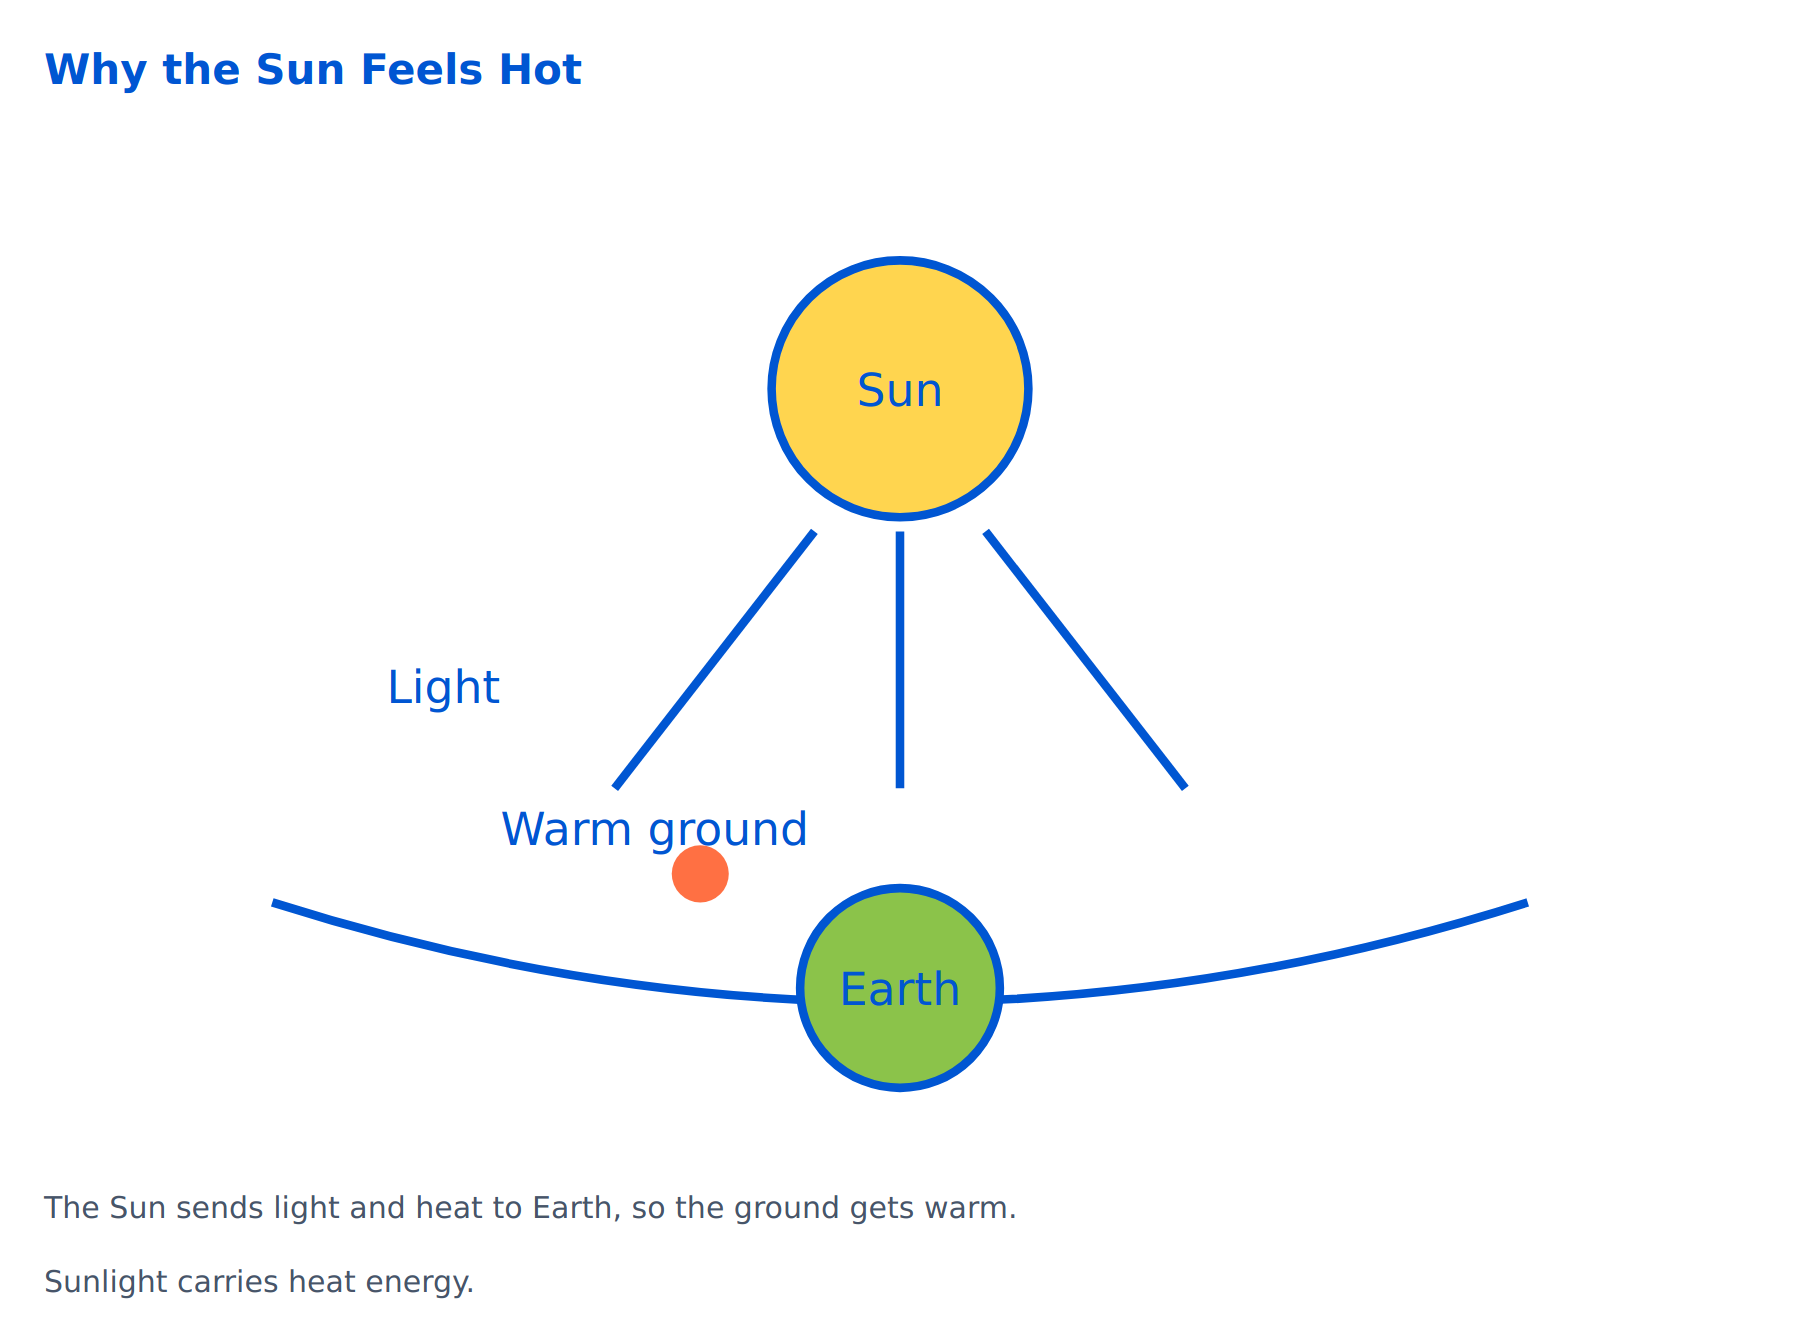 Why the Sun Feels Hot
Sun
Light
Warm ground
Earth
The Sun sends light and heat to Earth, so the ground gets warm.
Sunlight carries heat energy.